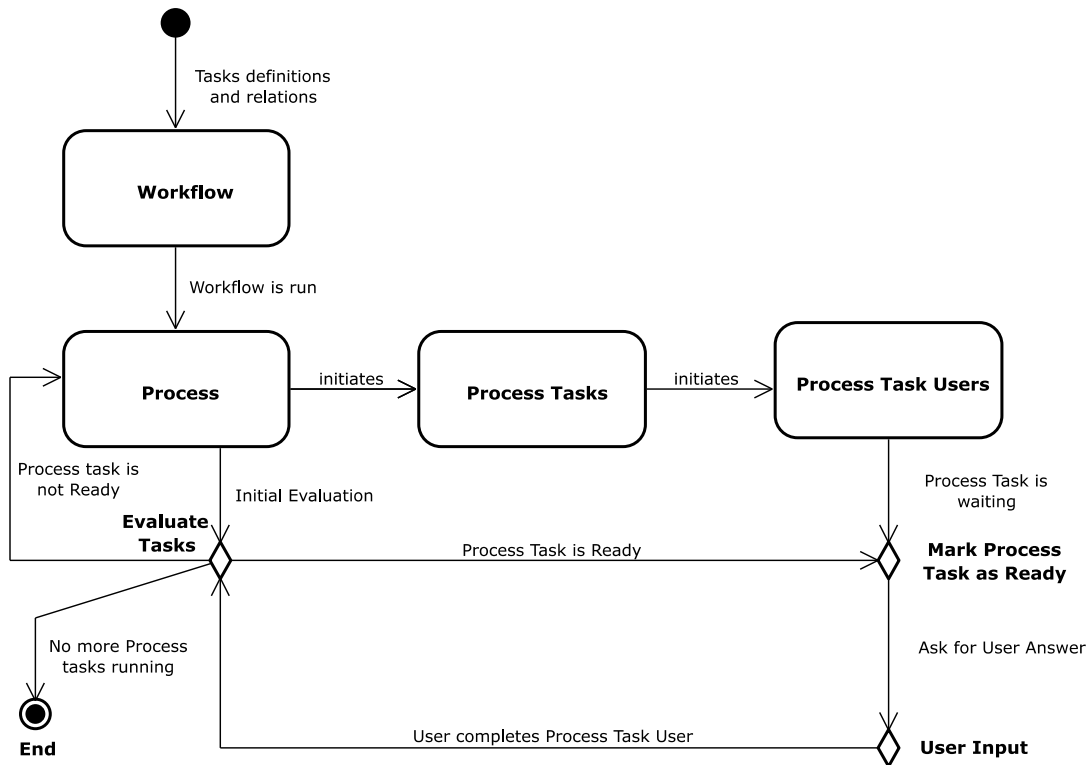 Tasks definitions
and relations
Workflow
Workflow is run
Process
initiates
Process Tasks
initiates
Process Task Users
Process task is
not Ready
Initial Evaluation
Process Task is
waiting
Evaluate
Tasks
Process Task is Ready
Mark Process
Task as Ready
No more Process
tasks running
Ask for User Answer
End
User completes Process Task User
User Input